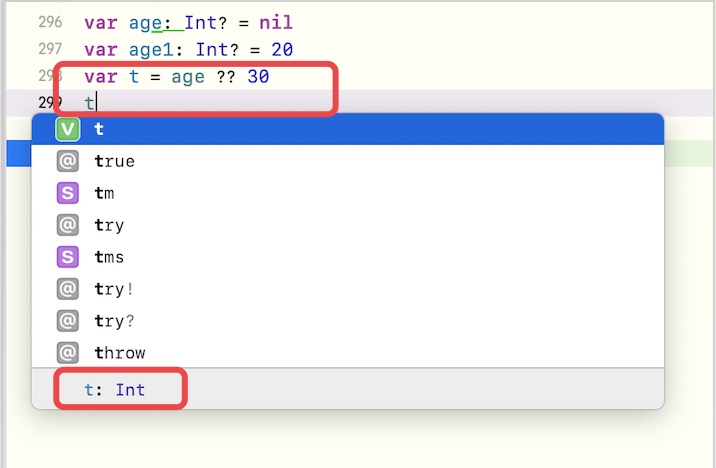 296 var age: Int? = nil
297 var age1: Int? = 20
298 var t = age ?? 30
299 t
V t
@ true
S tm
@ try
S tms
@ try!
@ try?
@ throw
t: Int